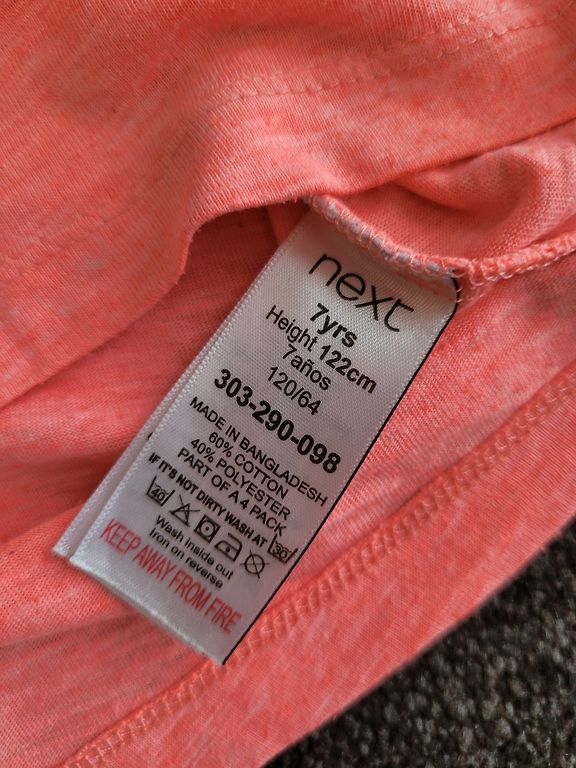 next
7yrs
Height 122cm
7años
120/64
303-290-098
MADE IN BANGLADESH
60% COTTON
40% POLYESTER
PART OF A 4 PACK
IF IT'S NOT DIRTY WASH AT 30
40
Wash inside out
Iron on reverse
KEEP AWAY FROM FIRE